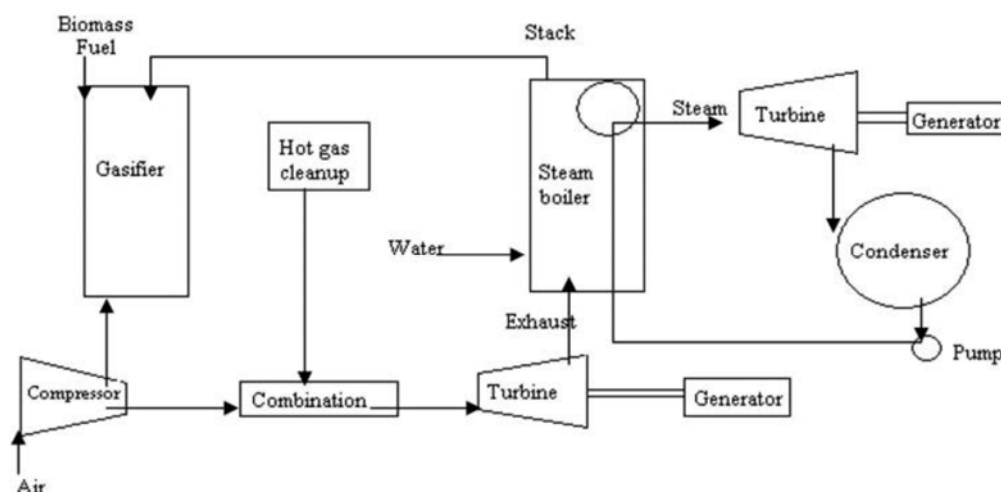 Biomass
Fuel
Stack
Gasifier
Hot gas
cleanup
Steam
boiler
Steam
Turbine
Generator
Water
Condenser
Exhaust
Pump
Compressor
Combination
Turbine
Generator
Air